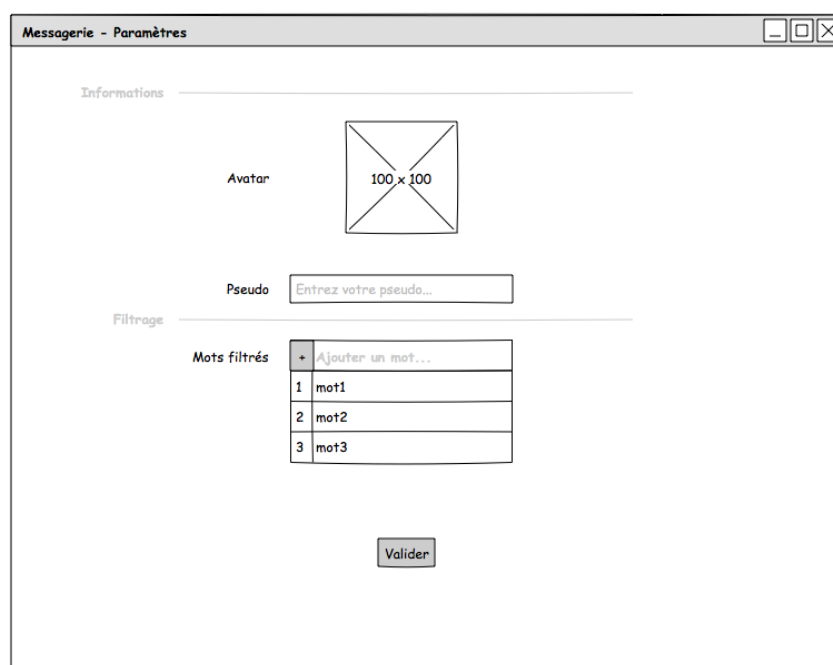 Messagerie - Paramètres
Informations
Avatar
100 x 100
Pseudo
Entrez votre pseudo...
Filtrage
Mots filtrés
+ Ajouter un mot...
1 mot1
2 mot2
3 mot3
Valider